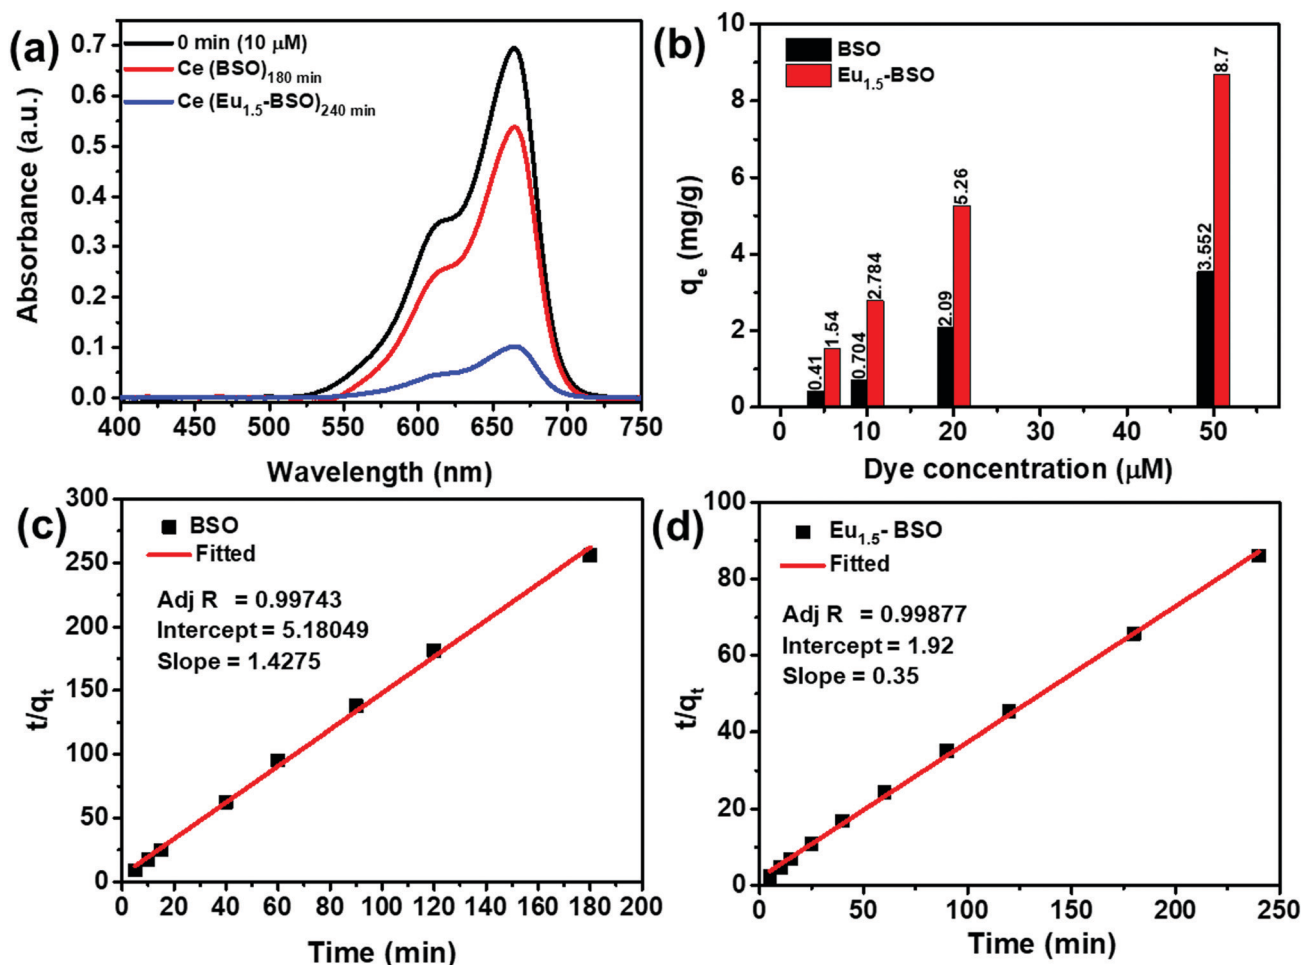 (a)
0 min (10 μM)
Ce (BSO)180 min
Ce (Eu1.5-BSO)240 min
Absorbance (a.u.)
0.7
0.6
0.5
0.4
0.3
0.2
0.1
0.0
400 450 500 550 600 650 700 750
Wavelength (nm)
(b)
BSO
Eu1.5-BSO
qe (mg/g)
10
8
6
4
2
0
0.41
1.54
0.704
2.784
2.09
5.26
3.552
8.7
0 10 20 30 40 50
Dye concentration (μM)
(c)
BSO
Fitted
Adj R = 0.99743
Intercept = 5.18049
Slope = 1.4275
t/qt
300
250
200
150
100
50
0
0 20 40 60 80 100 120 140 160 180 200
Time (min)
(d)
Eu1.5- BSO
Fitted
Adj R = 0.99877
Intercept = 1.92
Slope = 0.35
t/qt
100
80
60
40
20
0
0 50 100 150 200 250
Time (min)